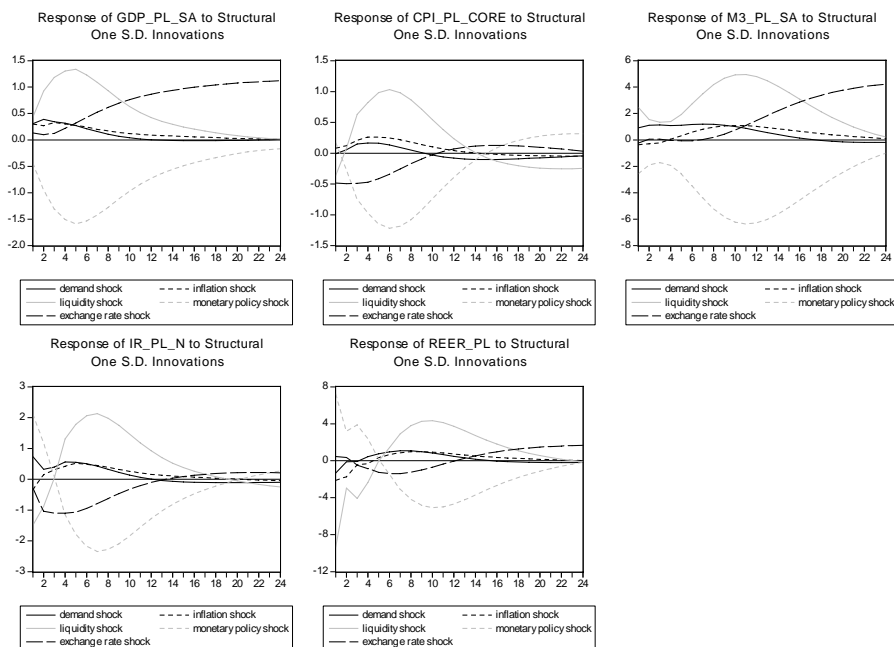 Response of GDP_PL_SA to Structural
One S.D. Innovations
1.5
1.0
0.5
0.0
-0.5
-1.0
-1.5
-2.0
2 4 6 8 10 12 14 16 18 20 22 24
demand shock inflation shock
liquidity shock monetary policy shock
exchange rate shock
Response of CPI_PL_CORE to Structural
One S.D. Innovations
1.5
1.0
0.5
0.0
-0.5
-1.0
-1.5
2 4 6 8 10 12 14 16 18 20 22 24
demand shock inflation shock
liquidity shock monetary policy shock
exchange rate shock
Response of M3_PL_SA to Structural
One S.D. Innovations
6
4
2
0
-2
-4
-6
-8
2 4 6 8 10 12 14 16 18 20 22 24
demand shock inflation shock
liquidity shock monetary policy shock
exchange rate shock
Response of IR_PL_N to Structural
One S.D. Innovations
3
2
1
0
-1
-2
-3
2 4 6 8 10 12 14 16 18 20 22 24
demand shock inflation shock
liquidity shock monetary policy shock
exchange rate shock
Response of REER_PL to Structural
One S.D. Innovations
8
4
0
-4
-8
-12
2 4 6 8 10 12 14 16 18 20 22 24
demand shock inflation shock
liquidity shock monetary policy shock
exchange rate shock